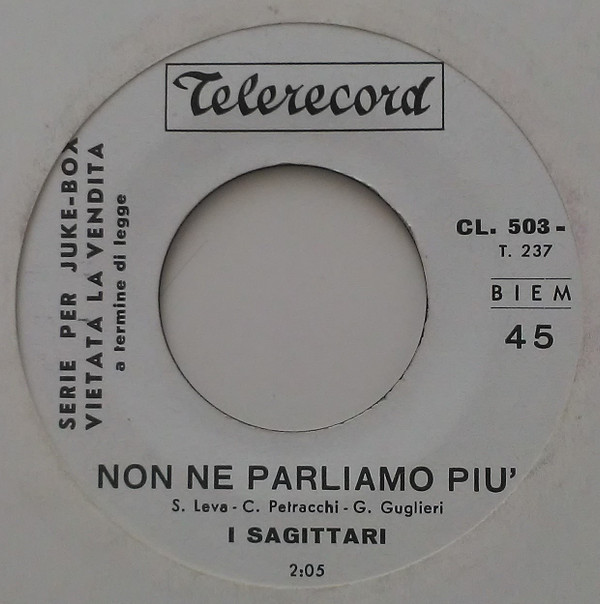 Telerecord
SERIE PER JUKE-BOX
VIETATA LA VENDITA
a termine di legge
CL. 503 -
T. 237
BIEM
45
NON NE PARLIAMO PIU'
S. Leva - C. Petracchi - G. Guglieri
I SAGITTARI
2:05